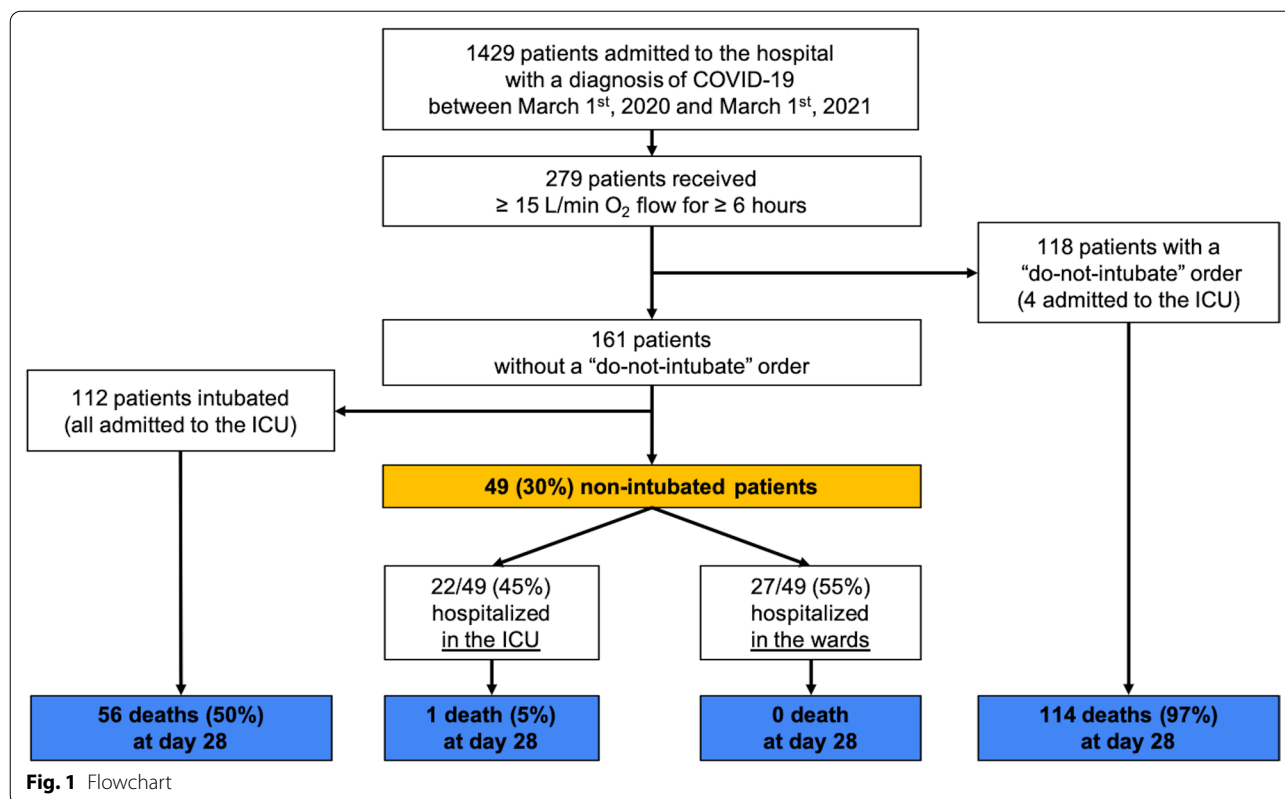 1429 patients admitted to the hospital
with a diagnosis of COVID-19
between March 1st, 2020 and March 1st, 2021
279 patients received
≥ 15 L/min O2 flow for ≥ 6 hours
118 patients with a
“do-not-intubate” order
(4 admitted to the ICU)
161 patients
without a “do-not-intubate” order
112 patients intubated
(all admitted to the ICU)
49 (30%) non-intubated patients
22/49 (45%)
hospitalized
in the ICU
27/49 (55%)
hospitalized
in the wards
56 deaths (50%)
at day 28
1 death (5%)
at day 28
0 death
at day 28
114 deaths (97%)
at day 28
Fig. 1 Flowchart